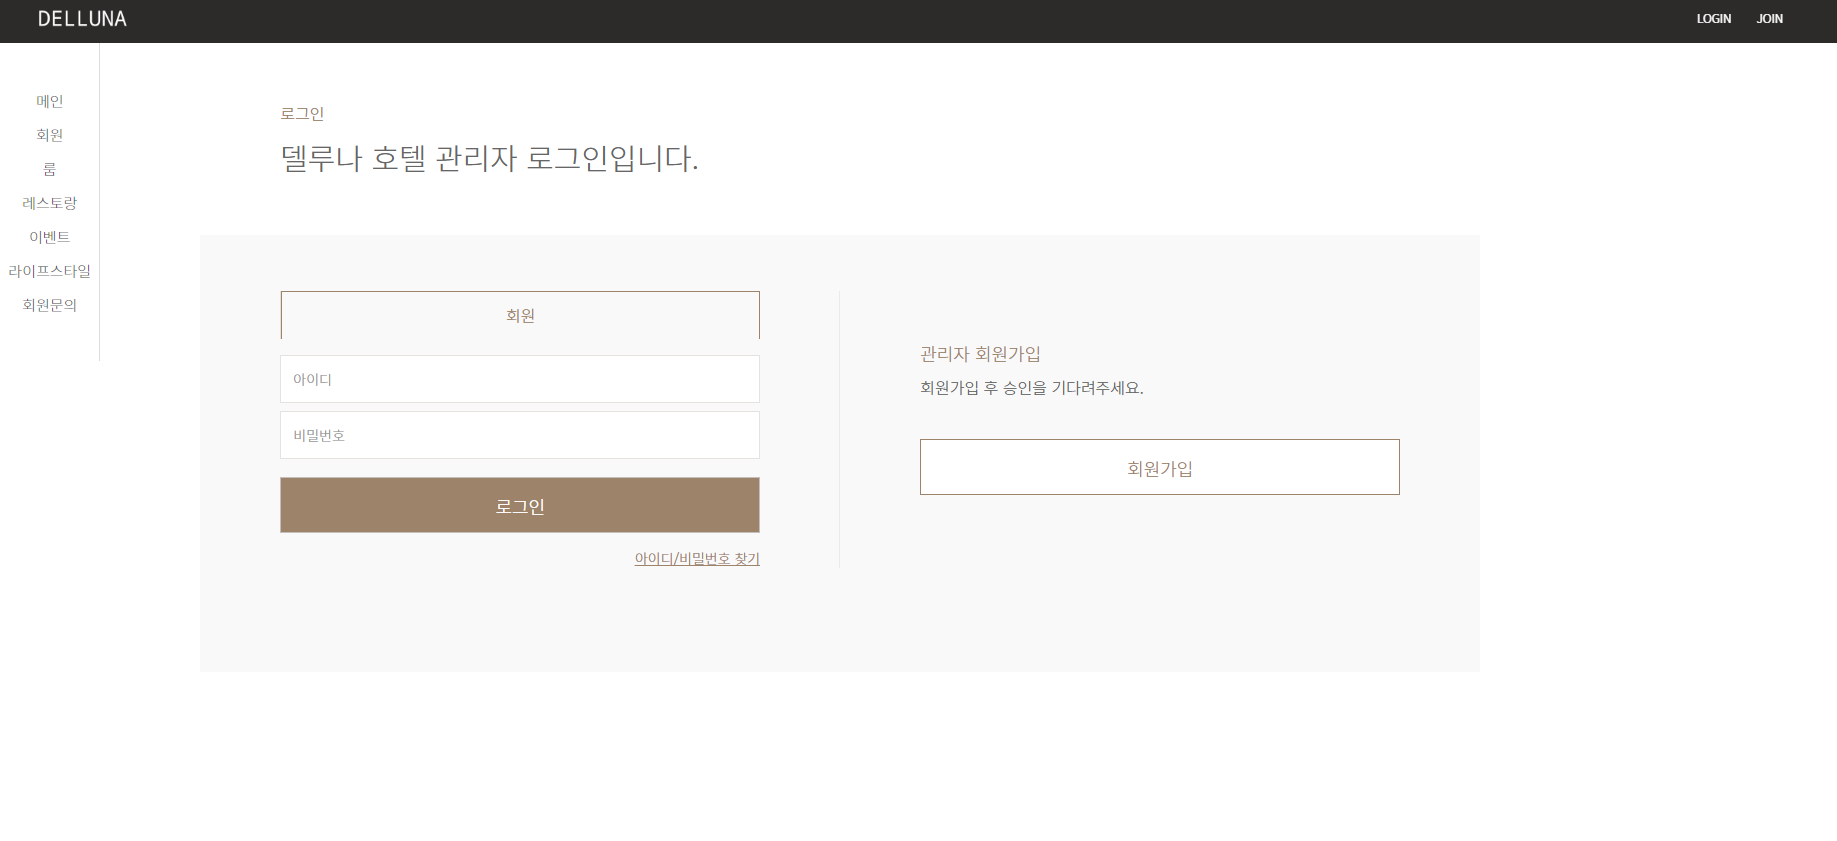 DELLUNA
LOGIN JOIN
메인
회원
룸
레스토랑
이벤트
라이프스타일
회원문의
로그인
델루나 호텔 관리자 로그인입니다.
회원
아이디
비밀번호
로그인
아이디/비밀번호 찾기
관리자 회원가입
회원가입 후 승인을 기다려주세요.
회원가입